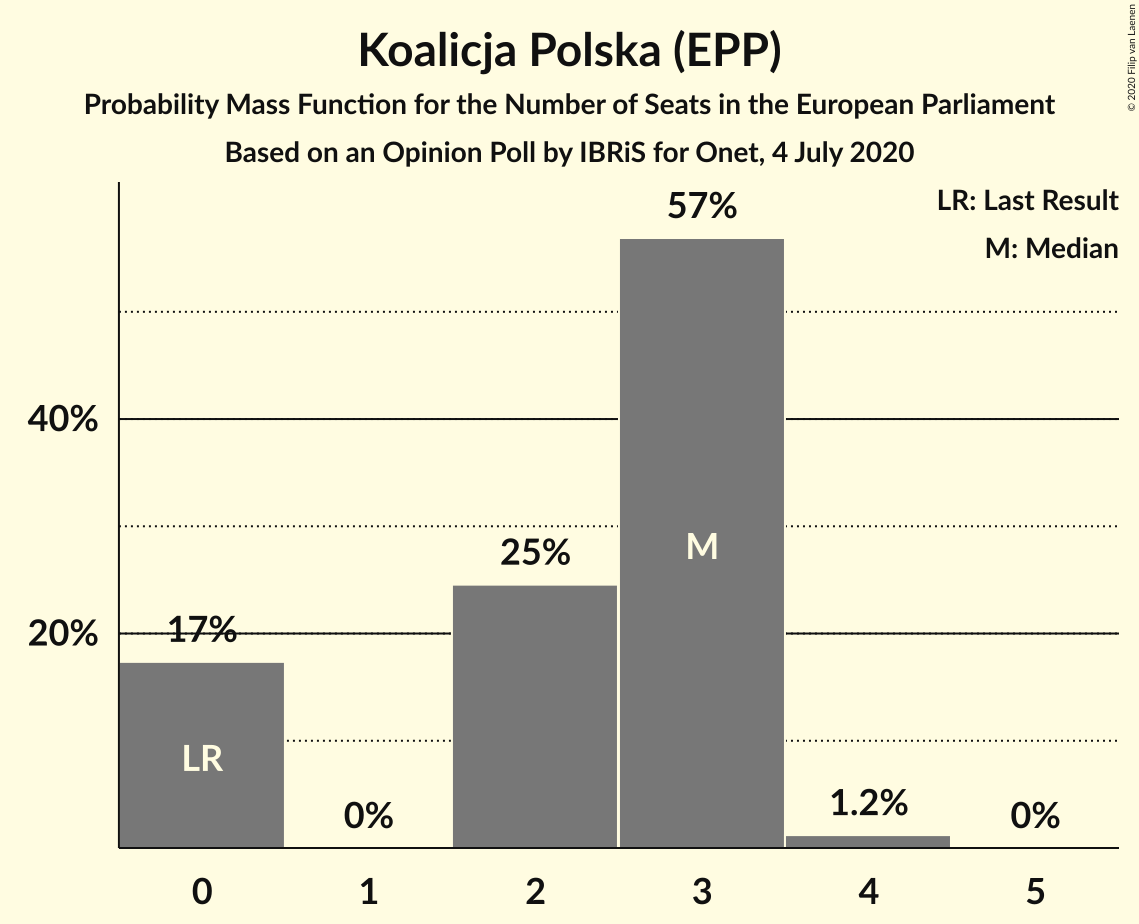 Koalicja Polska (EPP)
Probability Mass Function for the Number of Seats in the European Parliament
Based on an Opinion Poll by IBRiS for Onet, 4 July 2020
© 2020 Filip van Laenen
LR: Last Result
M: Median
57%
40%
25%
20%
17%
M
LR
0%
1.2%
0%
0 1 2 3 4 5